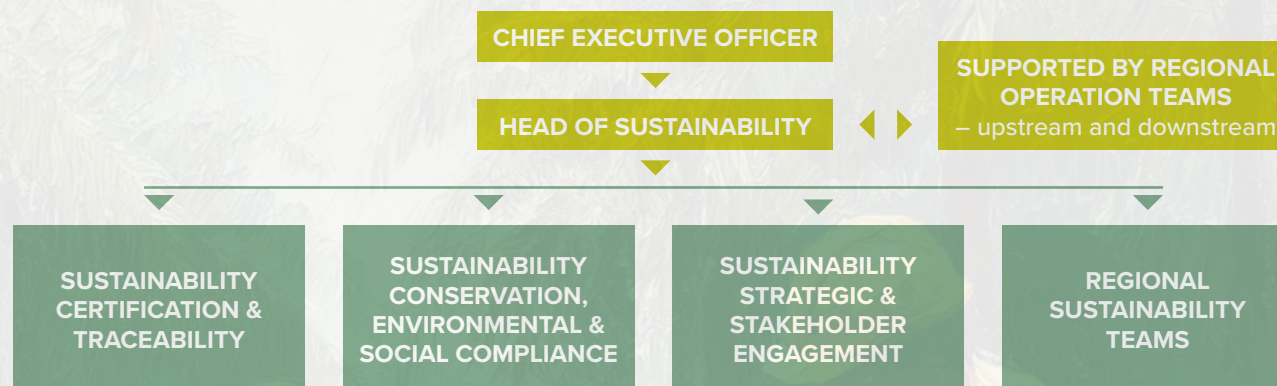 CHIEF EXECUTIVE OFFICER
HEAD OF SUSTAINABILITY
SUPPORTED BY REGIONAL
OPERATION TEAMS
– upstream and downstream
SUSTAINABILITY
CERTIFICATION &
TRACEABILITY
SUSTAINABILITY
CONSERVATION,
ENVIRONMENTAL &
SOCIAL COMPLIANCE
SUSTAINABILITY
STRATEGIC &
STAKEHOLDER
ENGAGEMENT
REGIONAL
SUSTAINABILITY
TEAMS